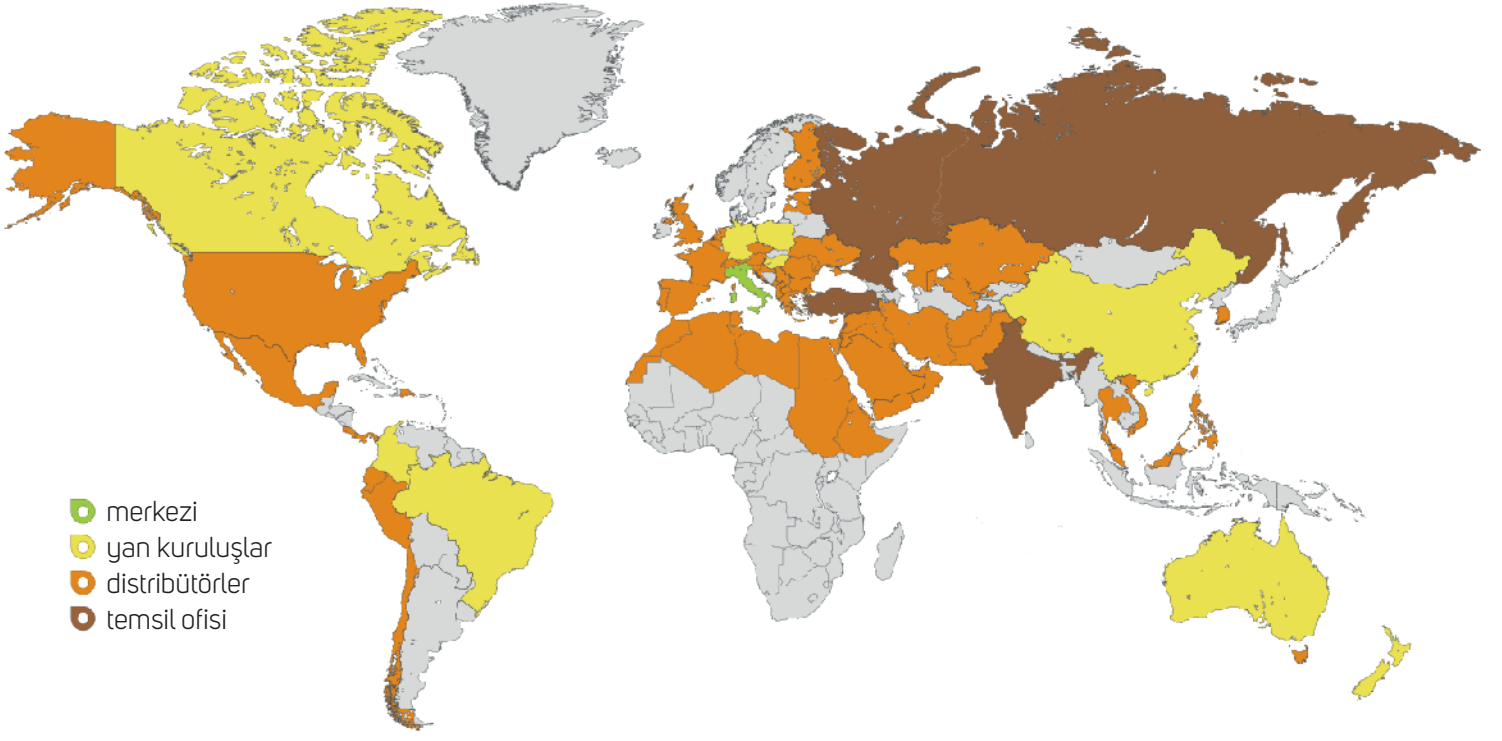 merkezi
yan kuruluşlar
distribütörler
temsil ofisi